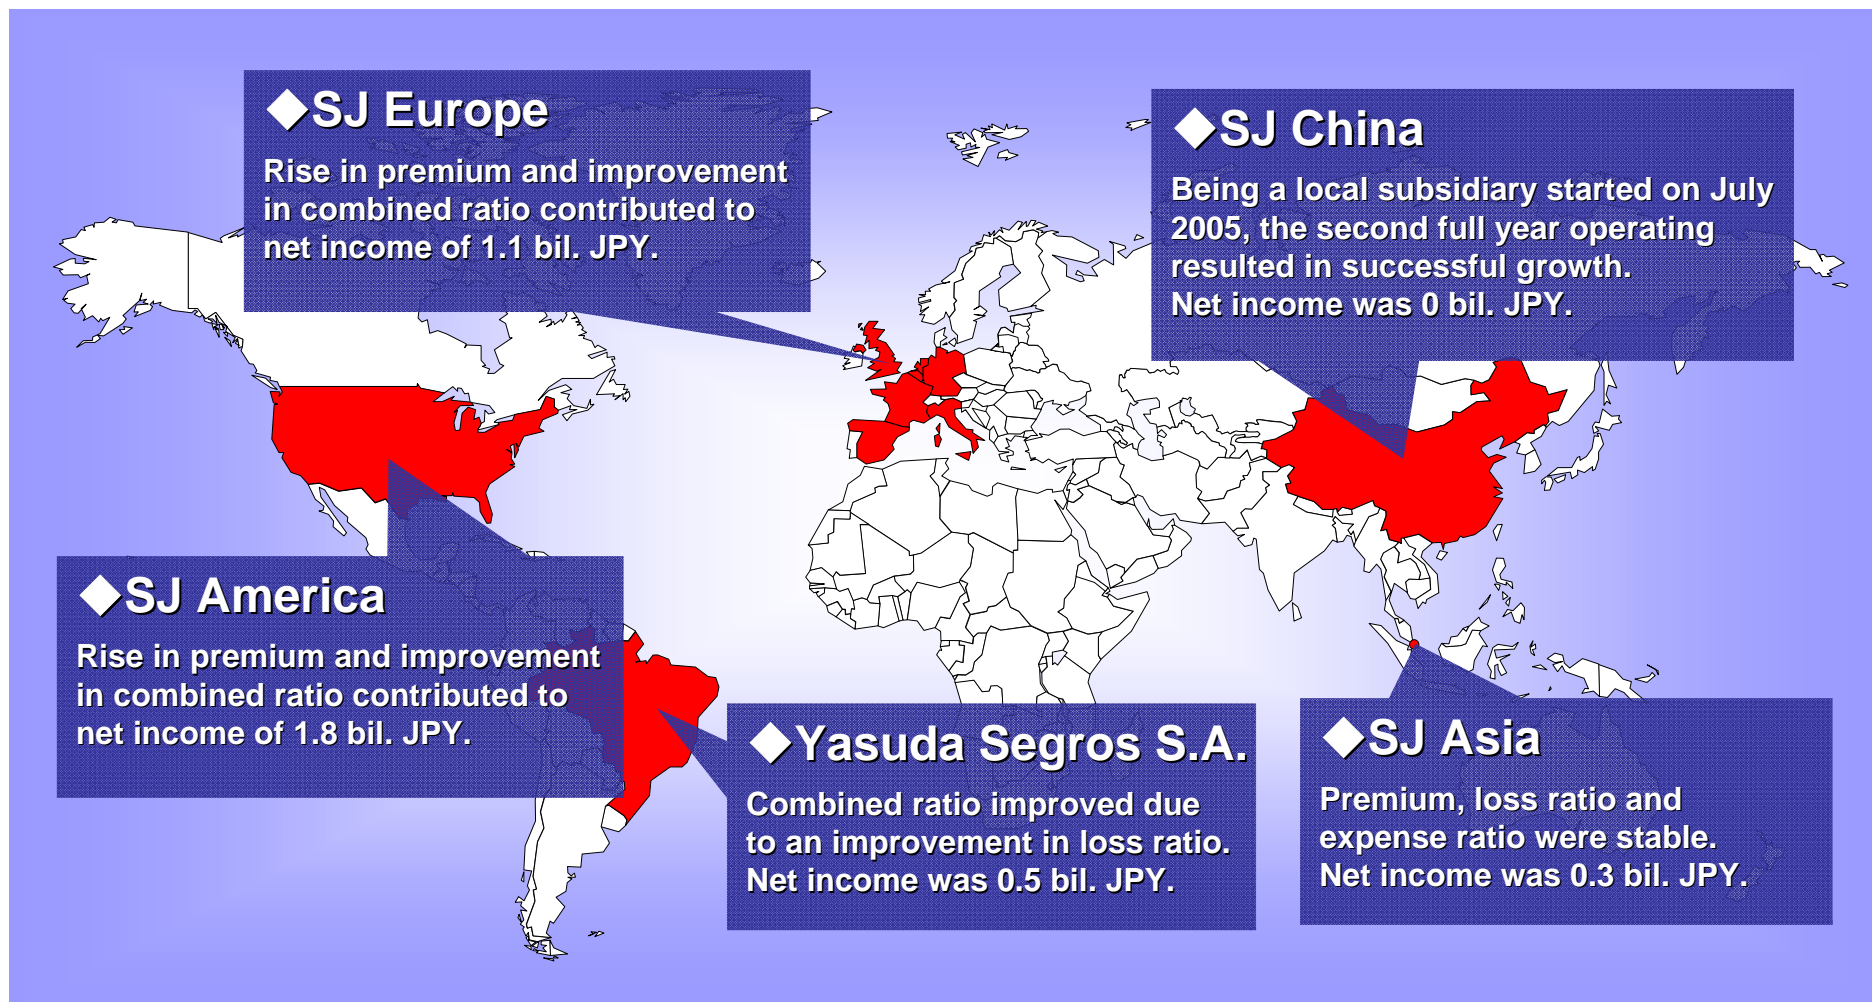 ◆SJ Europe
Rise in premium and improvement
in combined ratio contributed to
net income of 1.1 bil. JPY.
◆SJ China
Being a local subsidiary started on July
2005, the second full year operating
resulted in successful growth.
Net income was 0 bil. JPY.
◆SJ America
Rise in premium and improvement
in combined ratio contributed to
net income of 1.8 bil. JPY.
◆Yasuda Segros S.A.
Combined ratio improved due
to an improvement in loss ratio.
Net income was 0.5 bil. JPY.
◆SJ Asia
Premium, loss ratio and
expense ratio were stable.
Net income was 0.3 bil. JPY.